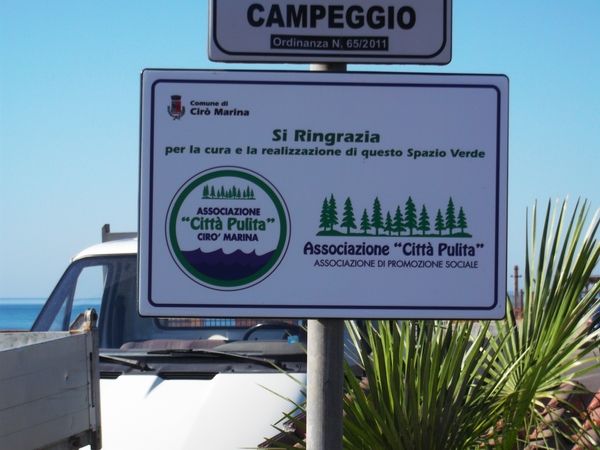 CAMPEGGIO
Ordinanza N. 65/2011
Comune di
Cirò Marina
Si Ringrazia
per la cura e la realizzazione di questo Spazio Verde
ASSOCIAZIONE
"Città Pulita"
CIRO' MARINA
Associazione "Città Pulita"
ASSOCIAZIONE DI PROMOZIONE SOCIALE